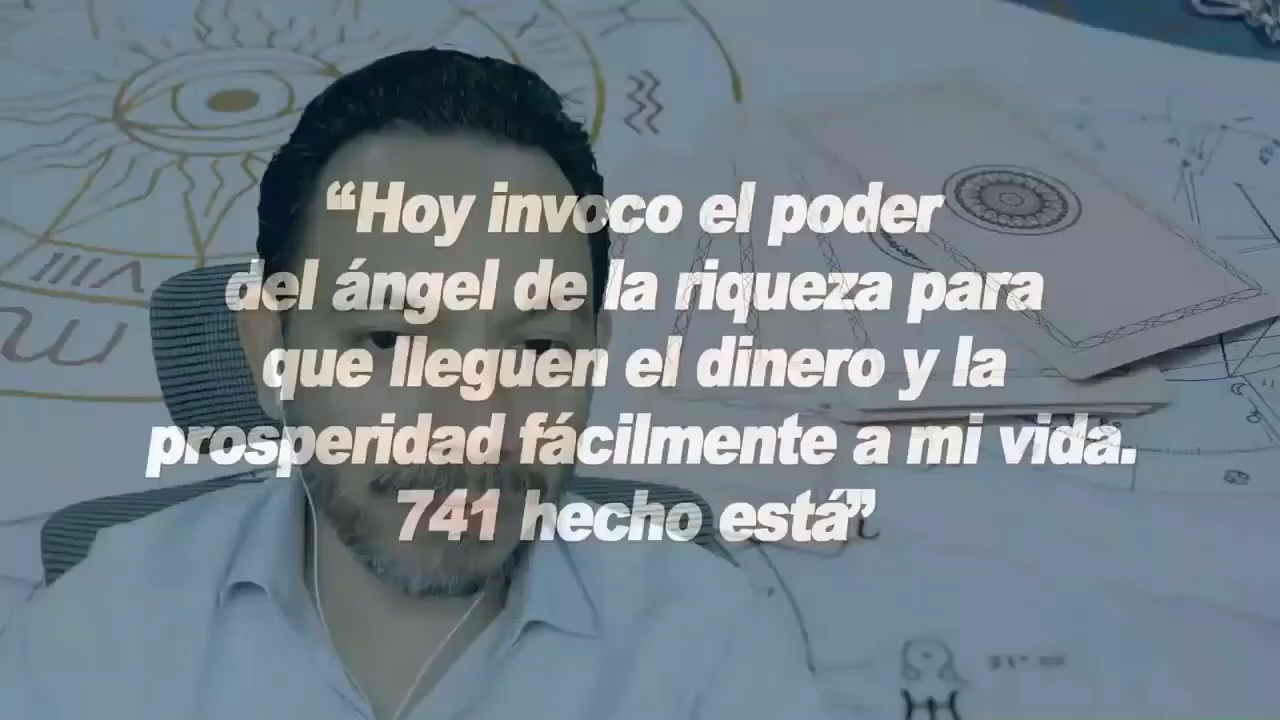 VIII
“Hoy invoco el poder
del ángel de la riqueza para
que lleguen el dinero y la
prosperidad fácilmente a mi vida.
741 hecho está”